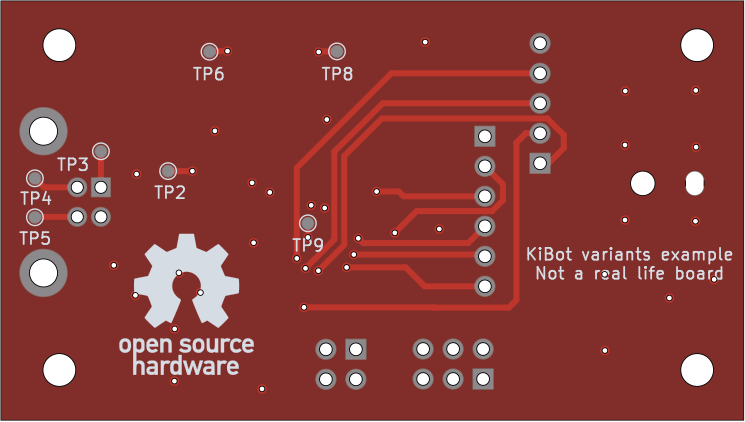 TP6
TP8
TP3
TP4
TP2
TP5
TP9
KiBot variants example
Not a real life board
open source
hardware